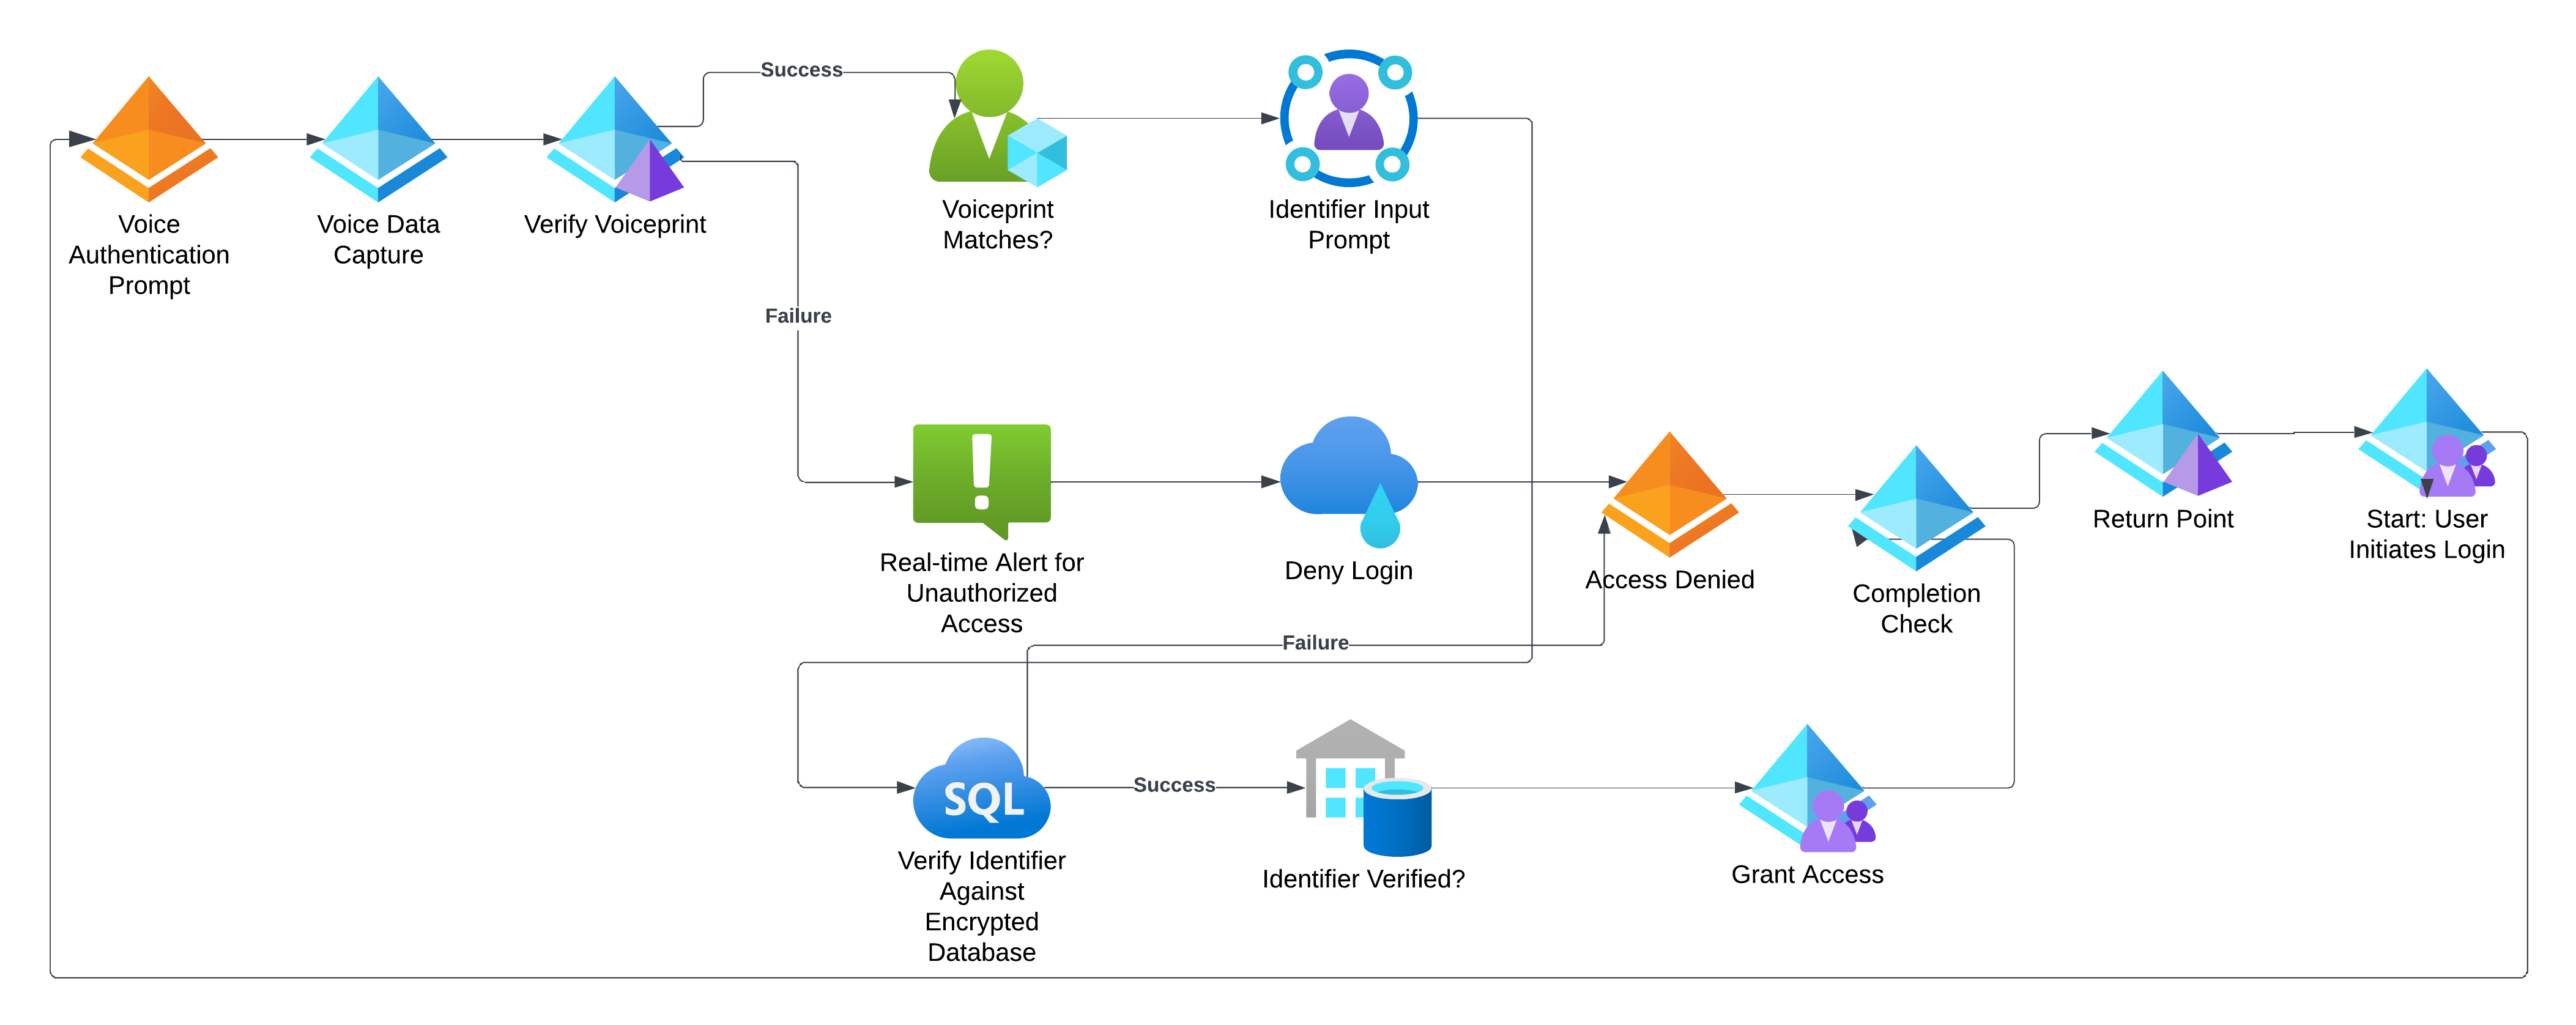 Success
Voice
Authentication
Prompt
Voice Data
Capture
Verify Voiceprint
Voiceprint
Matches?
Identifier Input
Prompt
Failure
Real-time Alert for
Unauthorized
Access
Deny Login
Access Denied
Completion
Check
Return Point
Start: User
Initiates Login
Failure
SQL
Verify Identifier
Against
Encrypted
Database
Success
Identifier Verified?
Grant Access